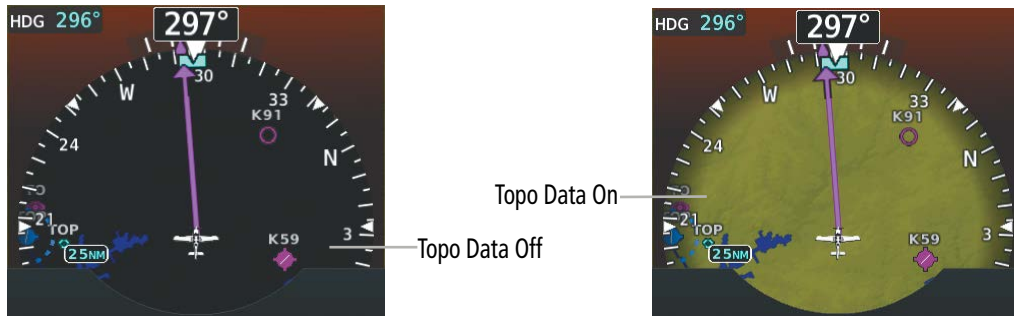 HDG 296°
297°
30
33
W
K91
24
N
21
TOP
3
25NM
K59
Topo Data Off
HDG 296°
297°
30
33
W
K91
24
N
Topo Data On
21
TOP
3
25NM
K59